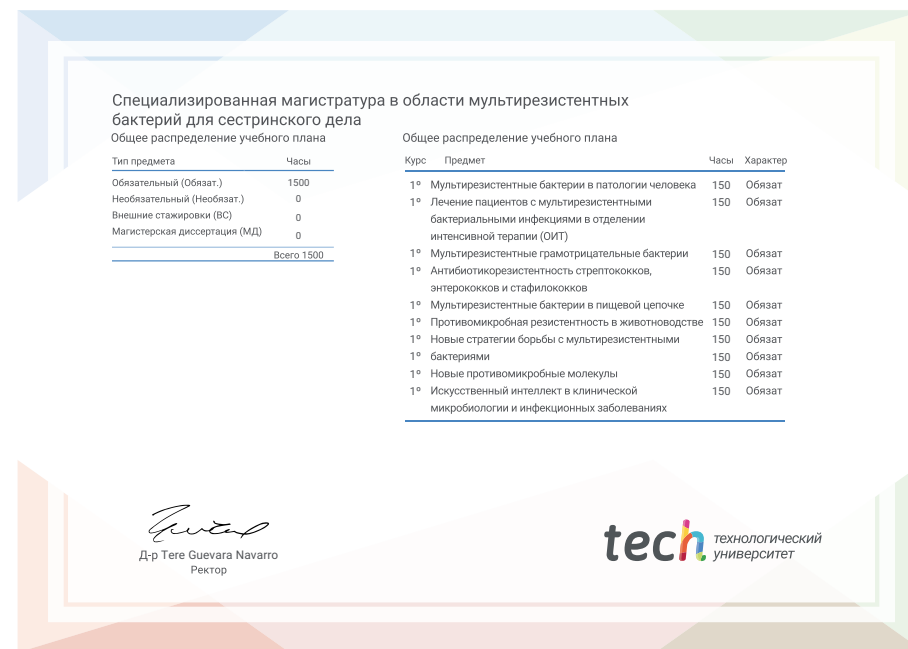 Специализированная магистратура в области мультирезистентных
бактерий для сестринского дела
Общее распределение учебного плана
Тип предмета Часы
Обязательный (Обязат.) 1500
Необязательный (Необязат.) 0
Внешние стажировки (ВС) 0
Магистерская диссертация (МД) 0
Всего 1500
Общее распределение учебного плана
Курс Предмет Часы Характер
1º Мультирезистентные бактерии в патологии человека 150 Обязат
1º Лечение пациентов с мультирезистентными 150 Обязат
бактериальными инфекциями в отделении
интенсивной терапии (ОИТ)
1º Мультирезистентные грамотрицательные бактерии 150 Обязат
1º Антибиотикорезистентность стрептококков, 150 Обязат
энтерококков и стафилококков
1º Мультирезистентные бактерии в пищевой цепочке 150 Обязат
1º Противомикробная резистентность в животноводстве 150 Обязат
1º Новые стратегии борьбы с мультирезистентными 150 Обязат
1º бактериями 150 Обязат
1º Новые противомикробные молекулы 150 Обязат
1º Искусственный интеллект в клинической 150 Обязат
микробиологии и инфекционных заболеваниях
Д-р Tere Guevara Navarro
Ректор
tech технологический
университет